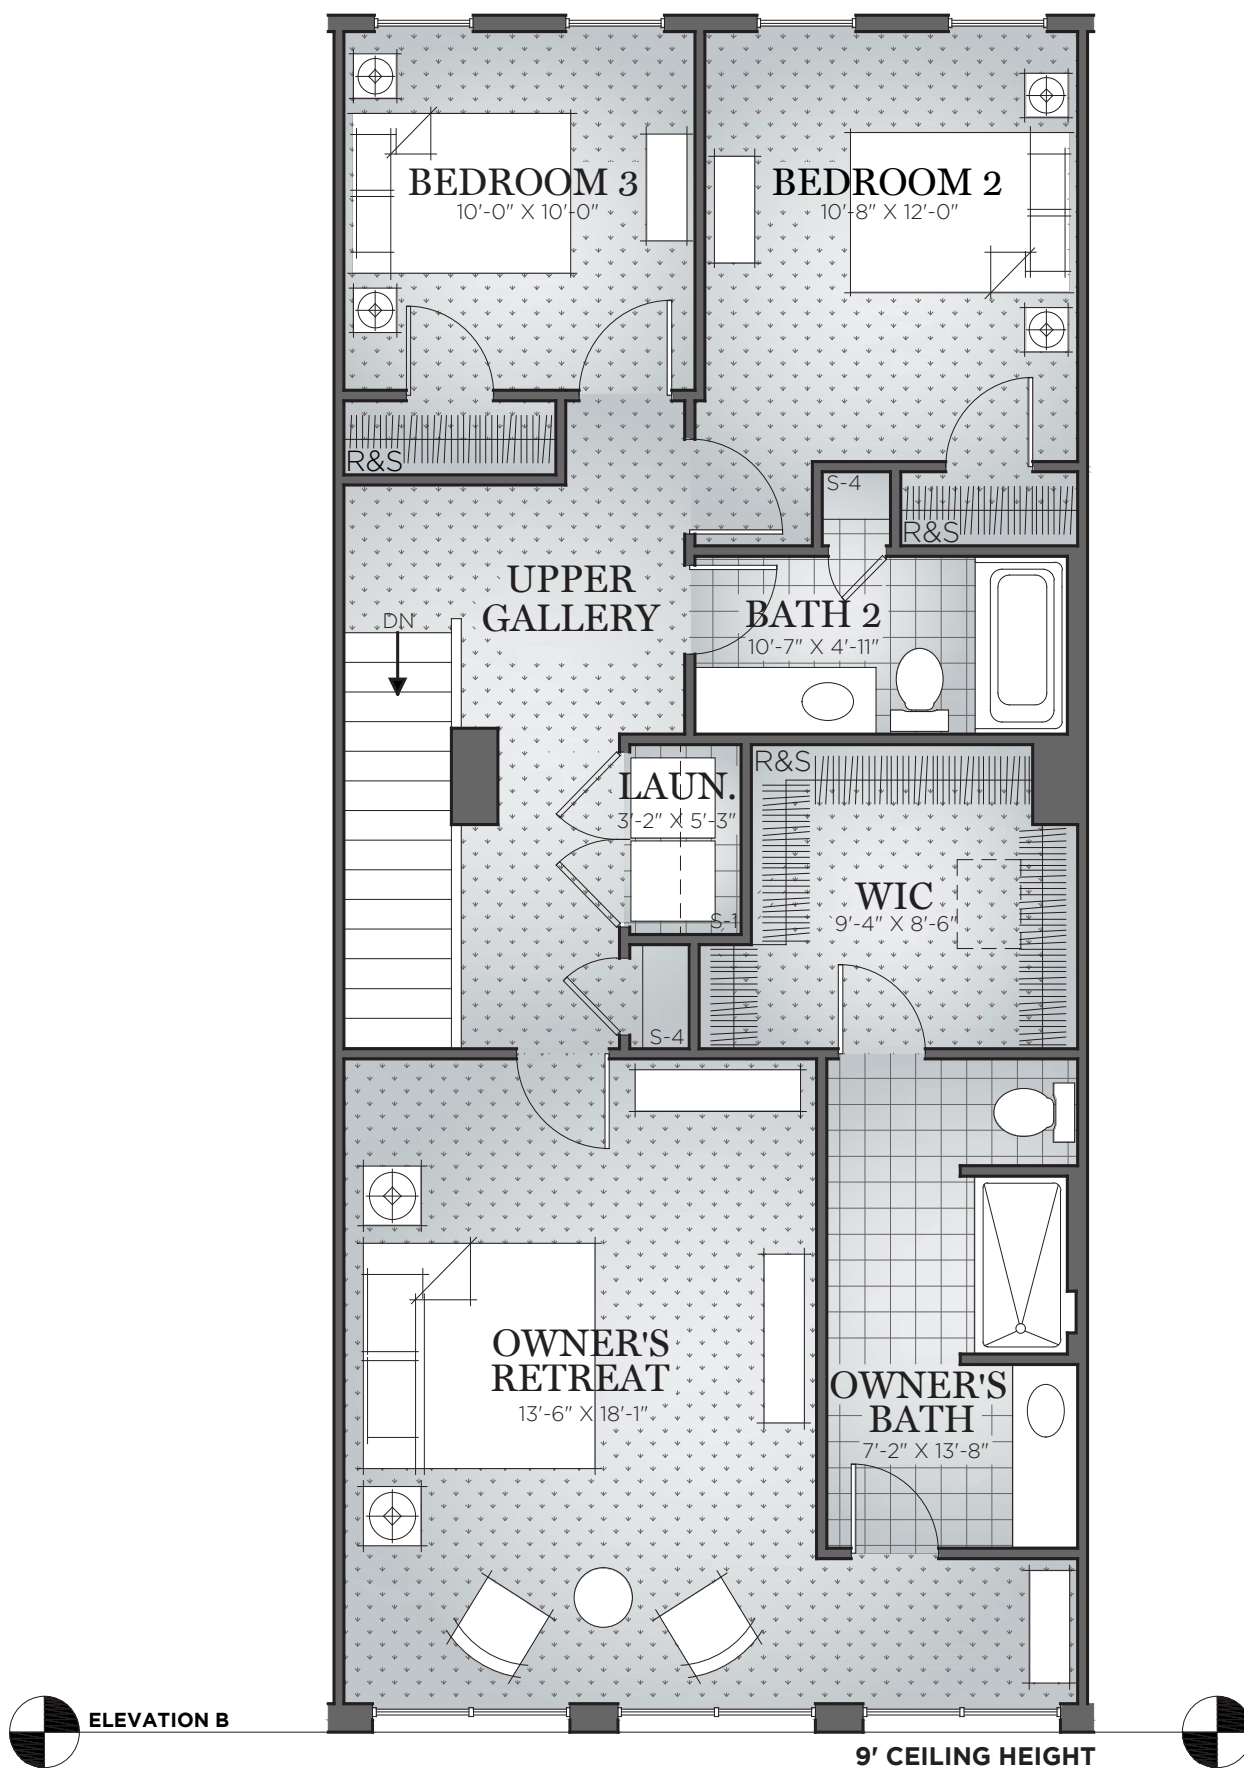 BEDROOM 3
10'-0" X 10'-0"
BEDROOM 2
10'-8" X 12'-0"
R&S
S-4
R&S
UPPER
GALLERY
DN
BATH 2
10'-7" X 4'-11"
R&S
LAUN.
3'-2" X 5'-3"
S-1
WIC
9'-4" X 8'-6"
S-4
OWNER'S
RETREAT
13'-6" X 18'-1"
OWNER'S
BATH
7'-2" X 13'-8"
ELEVATION B
9' CEILING HEIGHT